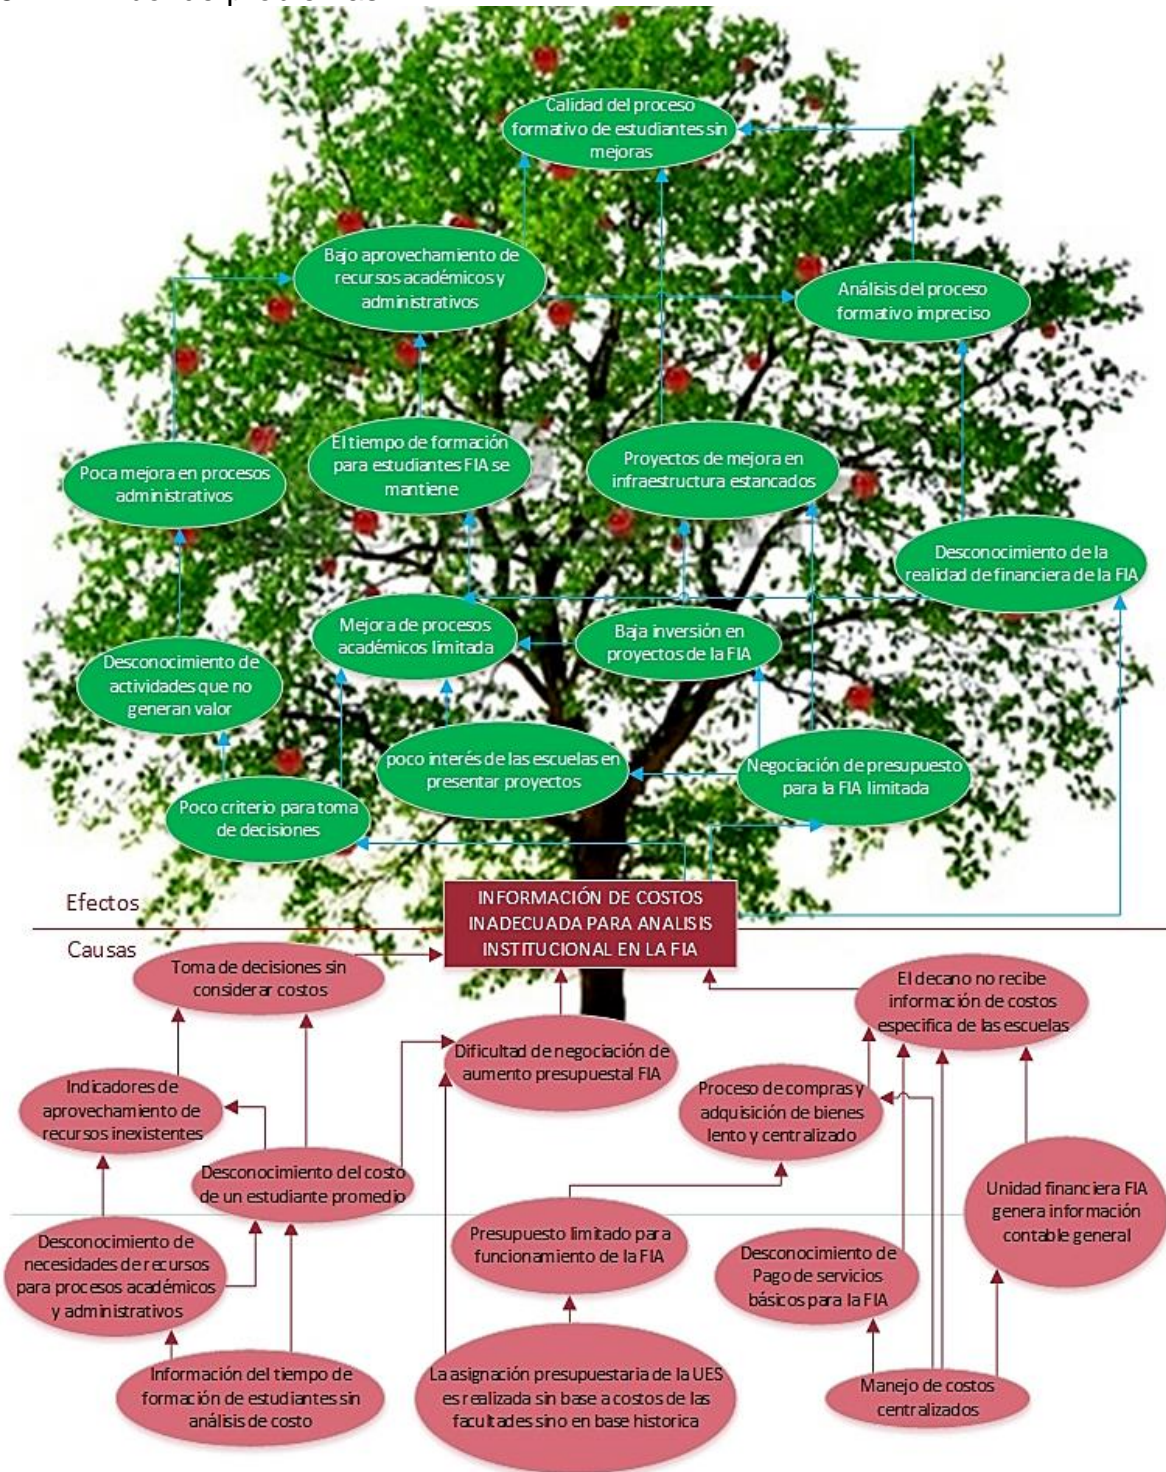 Calidad del proceso
formativo de estudiantes sin
mejoras
Bajo aprovechamiento de
recursos académicos y
administrativos
Análisis del proceso
formativo impreciso
Poca mejora en procesos
administrativos
El tiempo de formación
para estudiantes FIA se
mantiene
Proyectos de mejora en
infraestructura estancados
Desconocimiento de la
realidad de financiera de la FIA
Desconocimiento de
actividades que no
generan valor
Mejora de procesos
académicos limitada
Baja inversión en
proyectos de la FIA
Poco criterio para toma
de decisiones
poco interés de las escuelas en
presentar proyectos
Negociación de presupuesto
para la FIA limitada
Efectos
INFORMACIÓN DE COSTOS
INADECUADA PARA ANALISIS
INSTITUCIONAL EN LA FIA
Causas
Toma de decisiones sin
considerar costos
El decano no recibe
información de costos
especifica de las escuelas
Dificultad de negociación de
aumento presupuestal FIA
Indicadores de
aprovechamiento de
recursos inexistentes
Proceso de compras y
adquisición de bienes
lento y centralizado
Desconocimiento del costo
de un estudiante promedio
Unidad financiera FIA
genera información
contable general
Desconocimiento de
necesidades de recursos
para procesos académicos
y administrativos
Presupuesto limitado para
funcionamiento de la FIA
Desconocimiento de
Pago de servicios
básicos para la FIA
Información del tiempo de
formación de estudiantes sin
análisis de costo
La asignación presupuestaria de la UES
es realizada sin base a costos de las
facultades sino en base historica
Manejo de costos
centralizados